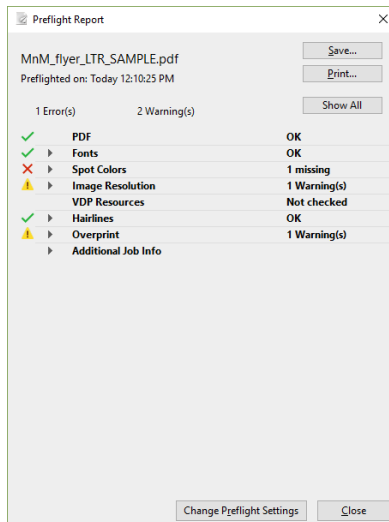 Preflight Report
MnM_flyer_LTR_SAMPLE.pdf
Save...
Preflighted on: Today 12:10:25 PM
Print...
1 Error(s) 2 Warning(s)
Show All
PDF OK
Fonts OK
Spot Colors 1 missing
Image Resolution 1 Warning(s)
VDP Resources Not checked
Hairlines OK
Overprint 1 Warning(s)
Additional Job Info
Change Preflight Settings Close